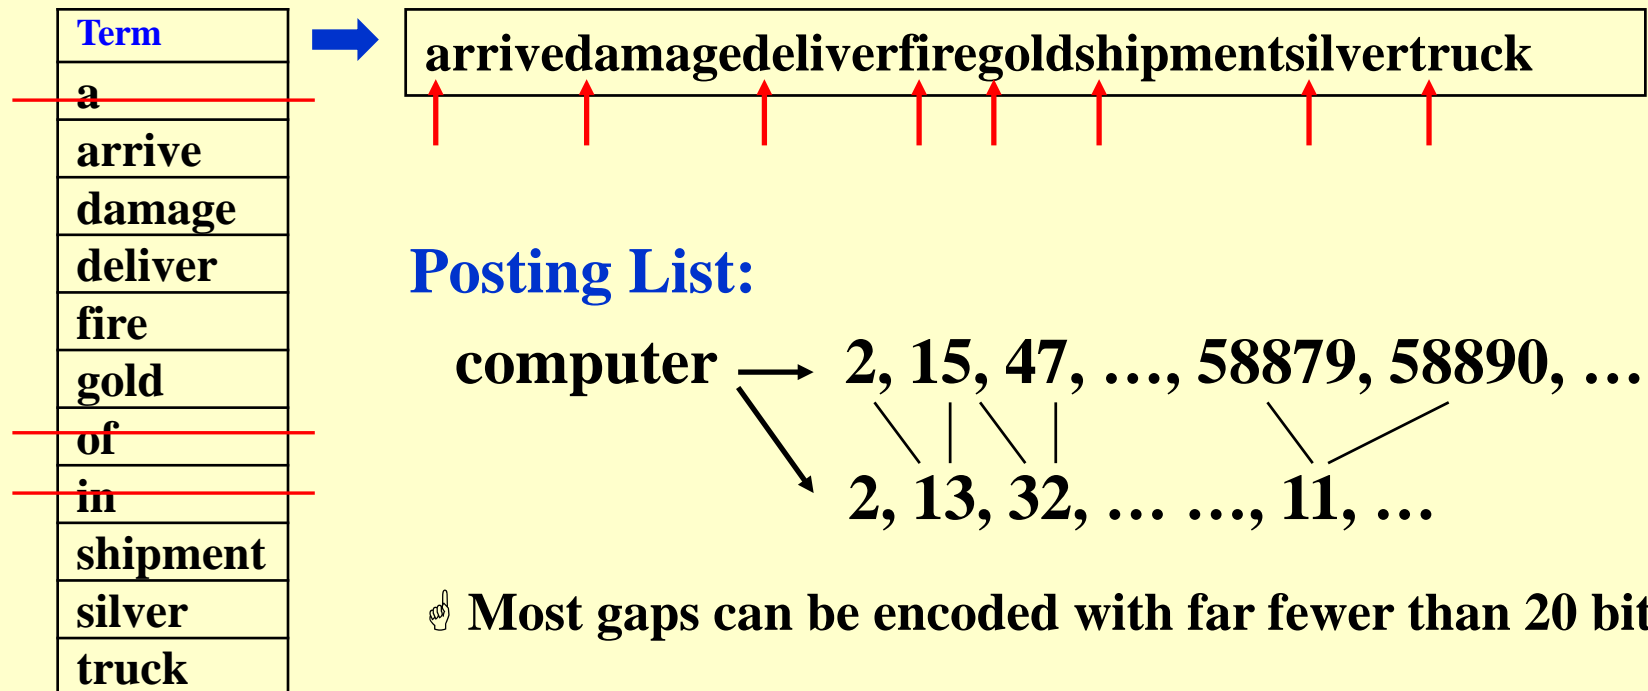 Term
a
arrive
damage
deliver
fire
gold
of
in
shipment
silver
truck
arrivedamagedeliverfiregoldshipmentsilvertruck
Posting List:
computer 2, 15, 47, …, 58879, 58890, …
2, 13, 32, … …, 11, …
☝ Most gaps can be encoded with far fewer than 20 bit